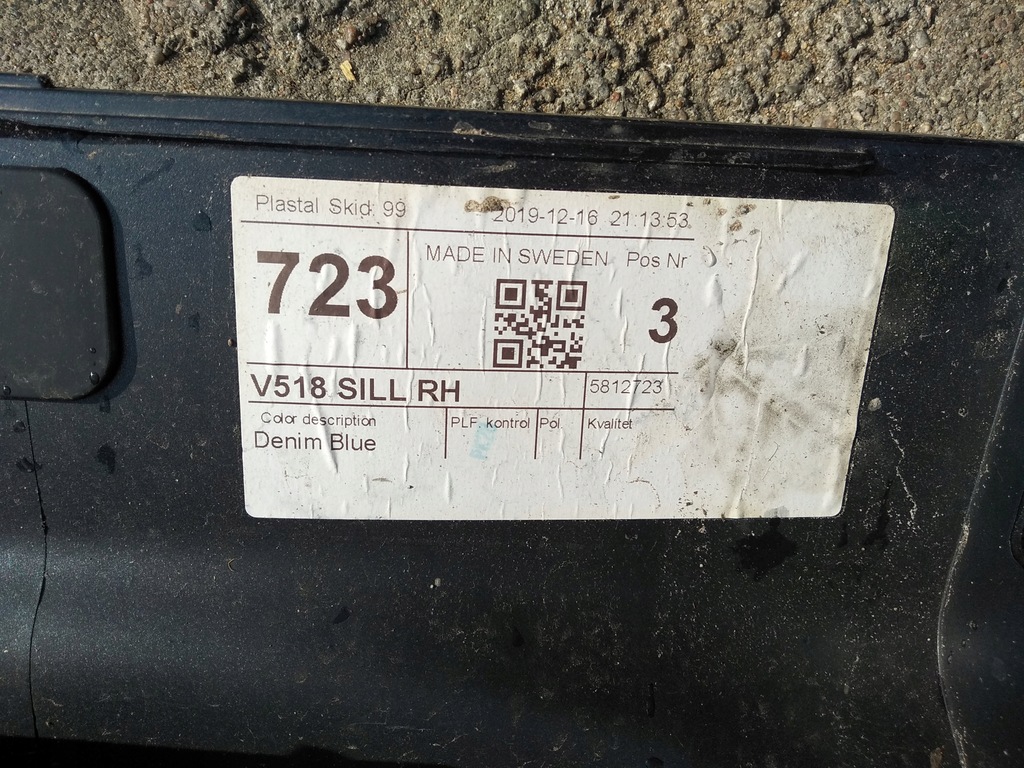 Plastal Skid: 99 2019-12-16 21:13:53
723 MADE IN SWEDEN Pos Nr
3
V518 SILL RH 5812723
Color description PLF. kontrol Pol. Kvalitet
Denim Blue